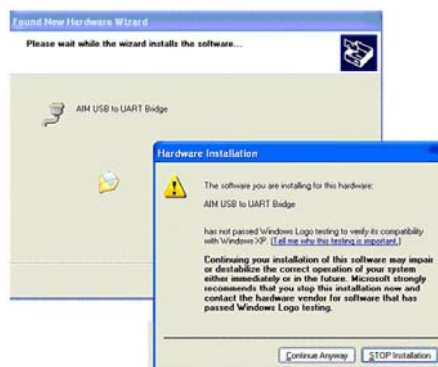 Found New Hardware Wizard
Please wait while the wizard installs the software...
AIM USB to UART Bridge
Hardware Installation
The software you are installing for this hardware:
AIM USB to UART Bridge
has not passed Windows Logo testing to verify its compatibility
with Windows XP. (Tell me why this testing is important.)
Continuing your installation of this software may impair
or destabilize the correct operation of your system
either immediately or in the future. Microsoft strongly
recommends that you stop this installation now and
contact the hardware vendor for software that has
passed Windows Logo testing.
Continue Anyway
STOP Installation